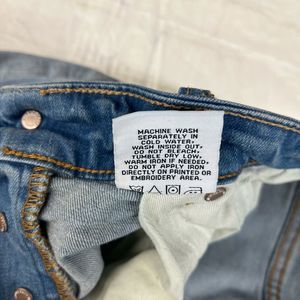 MACHINE WASH
SEPARATELY IN
COLD WATER.
WASH INSIDE OUT.
DO NOT BLEACH.
TUMBLE DRY LOW.
WARM IRON IF NEEDED.
DO NOT APPLY IRON
DIRECTLY ON PRINTED OR
EMBROIDERY AREA.